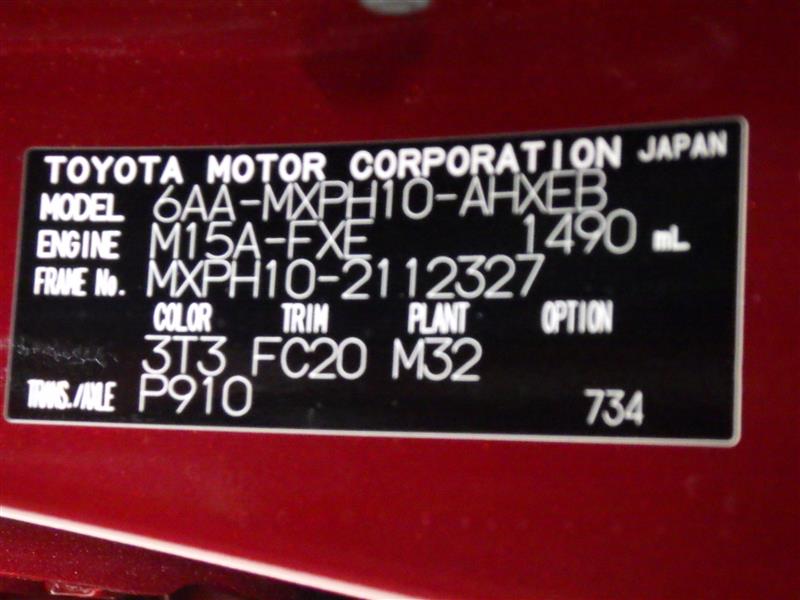 TOYOTA MOTOR CORPORATION JAPAN
MODEL 6AA-MXPH10-AHXEB
ENGINE M15A-FXE 1490 mL
FRAME No. MXPH10-2112327
COLOR TRIM PLANT OPTION
3T3 FC20 M32
TRANS./AXLE P910 734